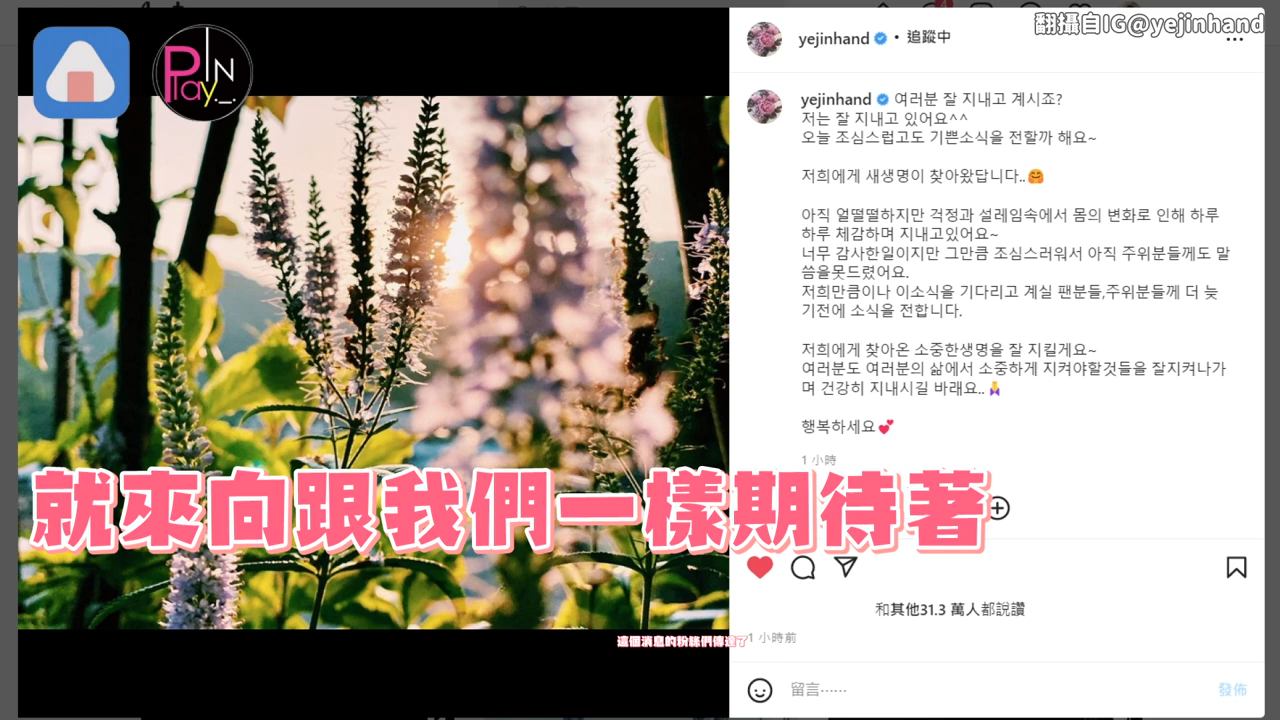 翻攝自IG@yejinhand
PlayIN
yejinhand • 追蹤中
yejinhand 여러분 잘 지내고 계시죠?
저는 잘 지내고 있어요^^
오늘 조심스럽고도 기쁜소식을 전할까 해요~
저희에게 새생명이 찾아왔답니다..🤗
아직 얼떨떨하지만 걱정과 설레임속에서 몸의 변화로 인해 하루
하루 체감하며 지내고있어요~
너무 감사한일이지만 그만큼 조심스러워서 아직 주위분들께도 말
씀을못드렸어요.
저희만큼이나 이소식을 기다리고 계실 팬분들,주위분들께 더 늦
기전에 소식을 전합니다.
저희에게 찾아온 소중한생명을 잘 지킬게요~
여러분도 여러분의 삶에서 소중하게 지켜야할것들을 잘지켜나가
며 건강히 지내시길 바래요..🧘‍♀️
행복하세요💕
1 小時
就來向跟我們一樣期待著
和其他31.3 萬人都說讚
這個消息的粉絲們傳達了
1 小時前
留言⋯⋯
發佈